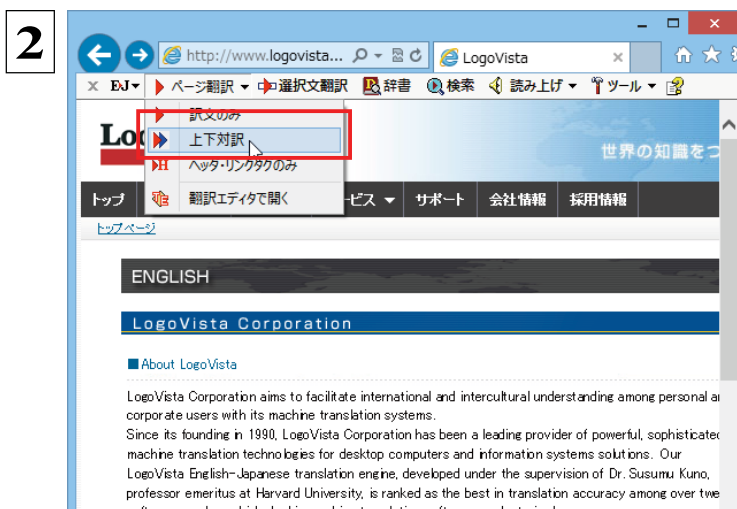 2
http://www.logovista...
LogoVista
EJ ページ翻訳 選択文翻訳 辞書 検索 読み上げ ツール
訳文のみ
上下対訳
ヘッダ・リンクタグのみ
翻訳エディタで開く
世界の知識をつ
トップ ービス サポート 会社情報 採用情報
トップページ
ENGLISH
LogoVista Corporation
■About LogoVista
LogoVista Corporation aims to facilitate international and intercultural understanding among personal a
corporate users with its machine translation systems.
Since its founding in 1990, LogoVista Corporation has been a leading provider of powerful, sophisticated
machine translation technologies for desktop computers and information systems solutions. Our
LogoVista English-Japanese translation engine, developed under the supervision of Dr. Susumu Kuno,
professor emeritus at Harvard University, is ranked as the best in translation accuracy among over twe